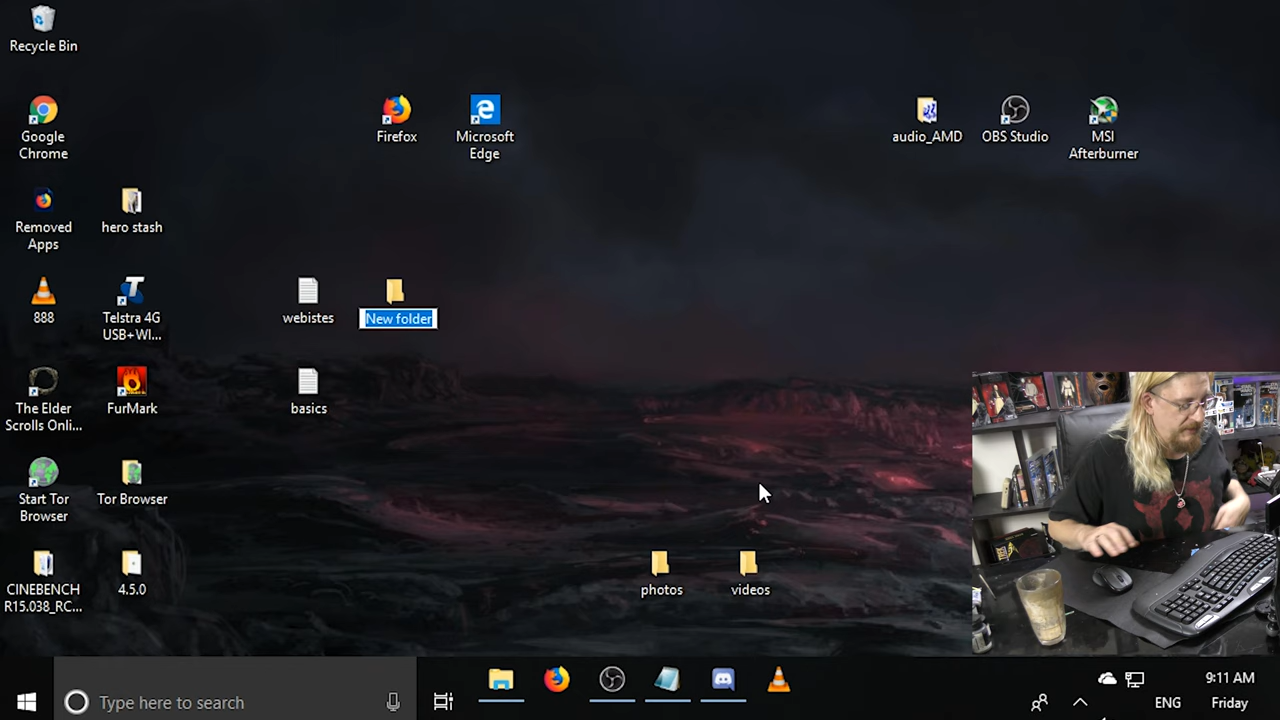 Recycle Bin
Google
Chrome
Firefox
Microsoft
Edge
audio_AMD
OBS Studio
MSI
Afterburner
Removed
Apps
hero stash
888
Telstra 4G
USB+WI...
webistes
New folder
The Elder
Scrolls Onli...
FurMark
basics
Start Tor
Browser
Tor Browser
CINEBENCH
R15.038_RC...
4.5.0
photos
videos
Type here to search
9:11 AM
ENG
Friday